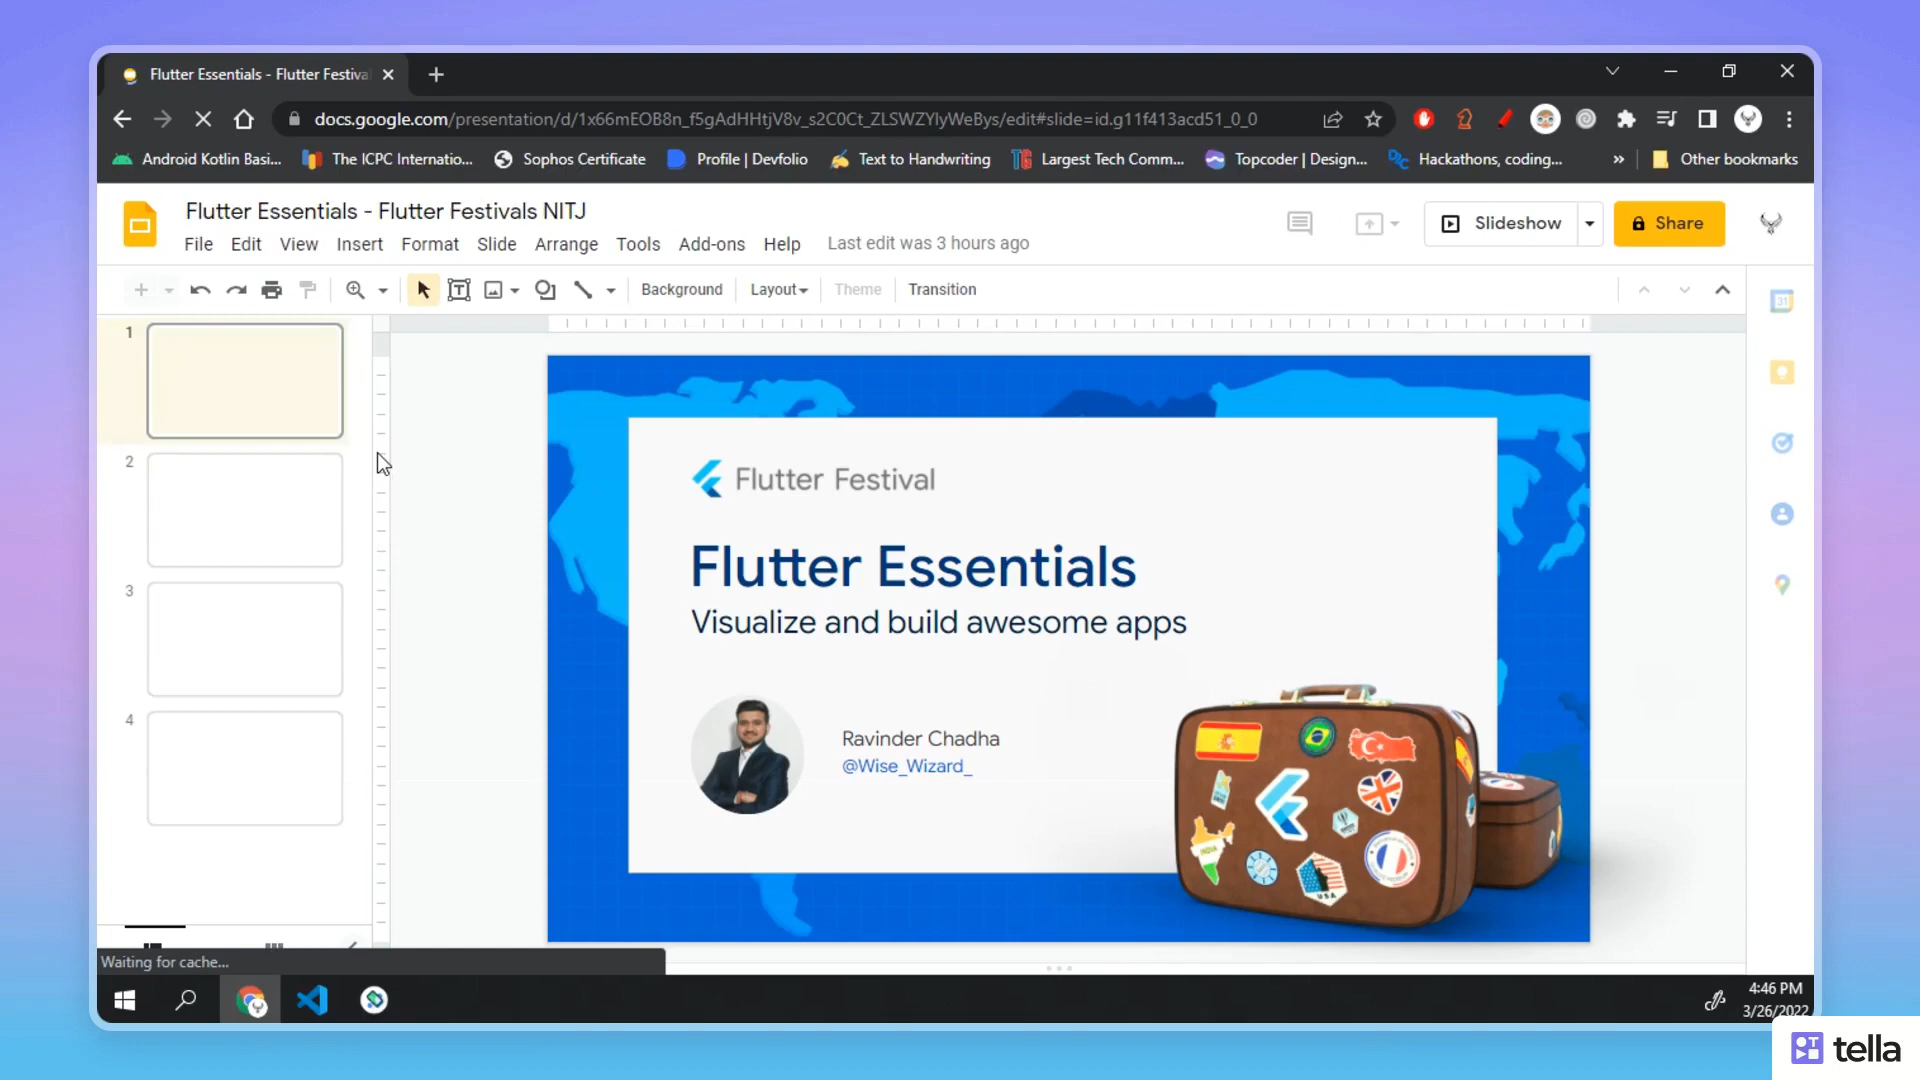 Flutter Essentials - Flutter Festiva
docs.google.com/presentation/d/1x66mEOB8n_f5gAdHHtjV8v_s2C0Ct_ZLSWZYlyWeBys/edit#slide=id.g11f413acd51_0_0
Android Kotlin Basi... The ICPC Internatio... Sophos Certificate Profile | Devfolio Text to Handwriting Largest Tech Comm... Topcoder | Design... Hackathons, coding... » Other bookmarks
Flutter Essentials - Flutter Festivals NITJ
File Edit View Insert Format Slide Arrange Tools Add-ons Help Last edit was 3 hours ago
Slideshow Share
Background Layout Theme Transition
31
1
2
3
4
Flutter Festival
Flutter Essentials
Visualize and build awesome apps
Ravinder Chadha
@Wise_Wizard_
INDIA
USA
Waiting for cache...
4:46 PM
3/26/2022
tella